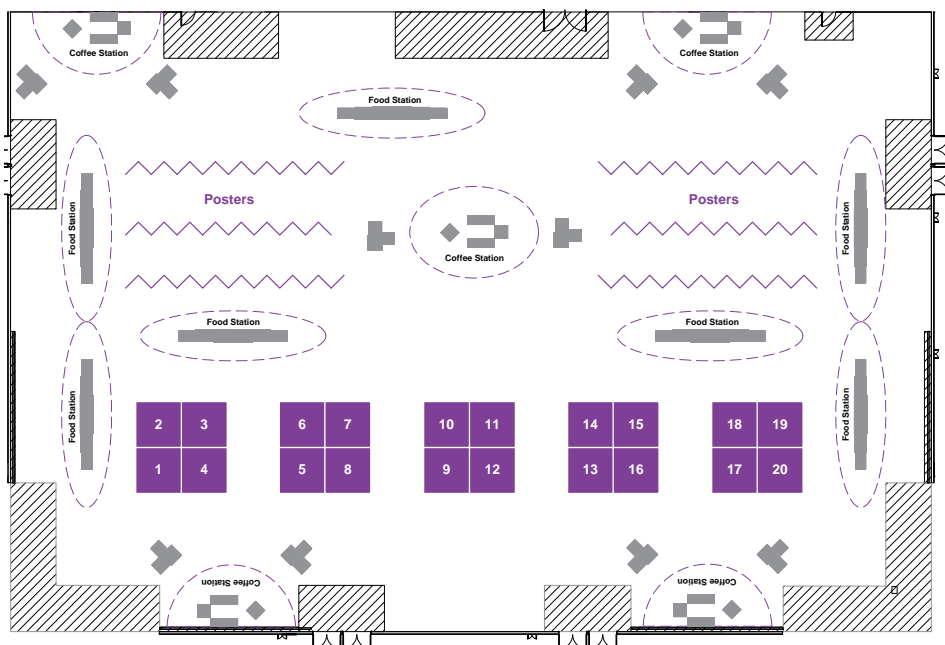 Coffee Station
Coffee Station
Food Station
Posters
Posters
Food Station
Food Station
Coffee Station
Food Station
Food Station
Food Station
Food Station
2 3
6 7
10 11
14 15
18 19
1 4
5 8
9 12
13 16
17 20
Coffee Station
Coffee Station